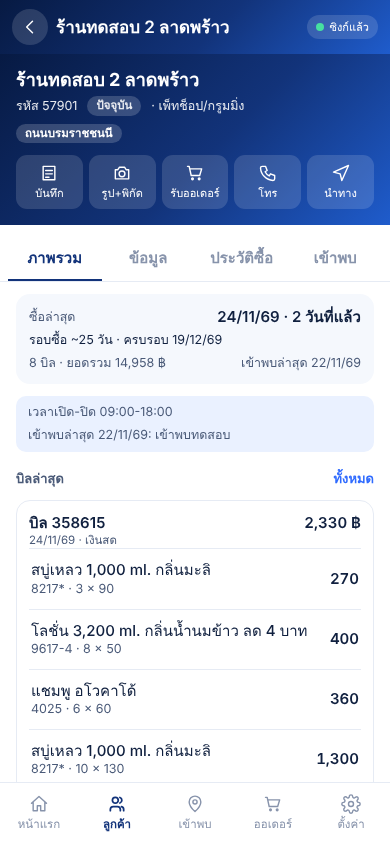 ร้านทดสอบ 2 ลาดพร้าว
ซิงก์แล้ว
ร้านทดสอบ 2 ลาดพร้าว
รหัส 57901 ปัจจุบัน · เพ็ทช็อป/กรูมมิ่ง
ถนนบรมราชชนนี
บันทึก
รูป+พิกัด
รับออเดอร์
โทร
นำทาง
ภาพรวม
ข้อมูล
ประวัติซื้อ
เข้าพบ
ซื้อล่าสุด 24/11/69 · 2 วันที่แล้ว
รอบซื้อ ~25 วัน · ครบรอบ 19/12/69
8 บิล · ยอดรวม 14,958 ฿ เข้าพบล่าสุด 22/11/69
เวลาเปิด-ปิด 09:00-18:00
เข้าพบล่าสุด 22/11/69: เข้าพบทดสอบ
บิลล่าสุด ทั้งหมด
บิล 358615 2,330 ฿
24/11/69 · เงินสด
สบู่เหลว 1,000 ml. กลิ่นมะลิ
8217* · 3 × 90
270
โลชั่น 3,200 ml. กลิ่นน้ำนมข้าว ลด 4 บาท
9617-4 · 8 × 50
400
แชมพู อโวคาโด้
4025 · 6 × 60
360
สบู่เหลว 1,000 ml. กลิ่นมะลิ
8217* · 10 × 130
1,300
หน้าแรก
ลูกค้า
เข้าพบ
ออเดอร์
ตั้งค่า